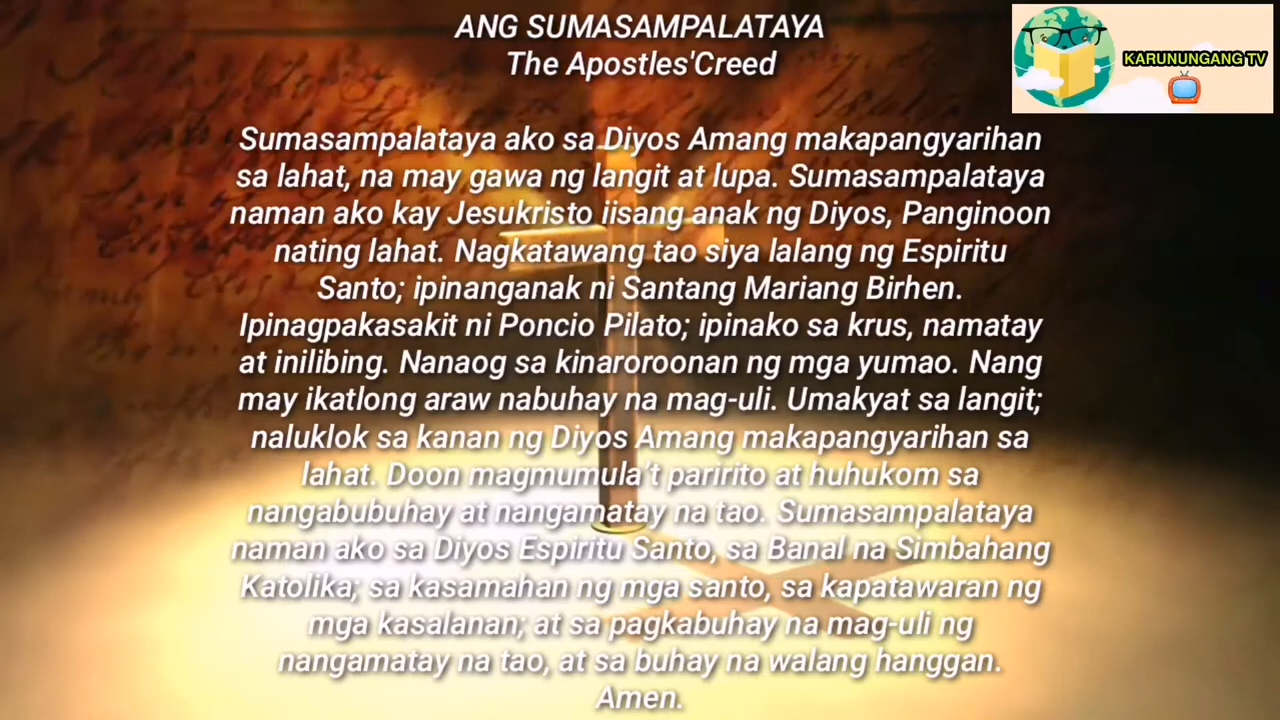 ANG SUMASAMPALATAYA
The Apostles'Creed
KARUNUNGANG TV
Sumasampalataya ako sa Diyos Amang makapangyarihan
sa lahat, na may gawa ng langit at lupa. Sumasampalataya
naman ako kay Jesukristo iisang anak ng Diyos, Panginoon
nating lahat. Nagkatawang tao siya lalang ng Espiritu
Santo; ipinanganak ni Santang Mariang Birhen.
Ipinagpakasakit ni Poncio Pilato; ipinako sa krus, namatay
at inilibing. Nanaog sa kinaroroonan ng mga yumao. Nang
may ikatlong araw nabuhay na mag-uli. Umakyat sa langit;
naluklok sa kanan ng Diyos Amang makapangyarihan sa
lahat. Doon magmumula't paririto at huhukom sa
nangabubuhay at nangamatay na tao. Sumasampalataya
naman ako sa Diyos Espiritu Santo, sa Banal na Simbahang
Katolika; sa kasamahan ng mga santo, sa kapatawaran ng
mga kasalanan; at sa pagkabuhay na mag-uli ng
nangamatay na tao, at sa buhay na walang hanggan.
Amen.